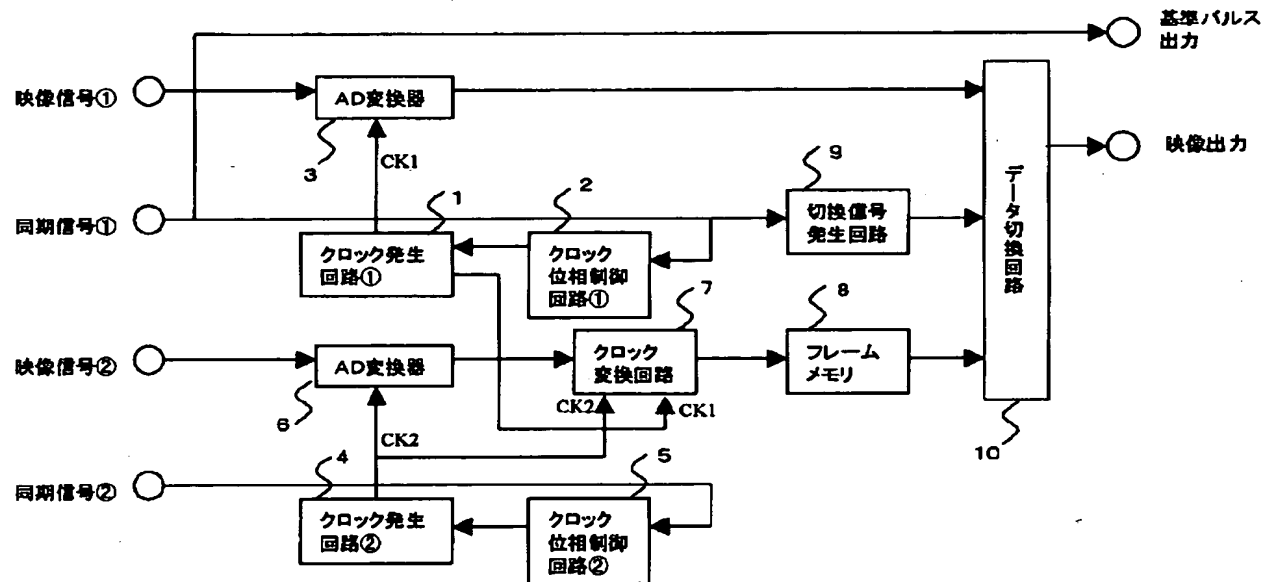 基準パルス
出力
映像信号①
AD変換器
3
CK1
映像出力
同期信号①
1
2
9
切換信号
発生回路
データ切換回路
クロック発生
回路①
クロック
位相制御
回路①
7
8
映像信号②
AD変換器
クロック
変換回路
フレーム
メモリ
6
CK2
CK1
CK2
10
4
5
同期信号②
クロック発生
回路②
クロック
位相制御
回路②